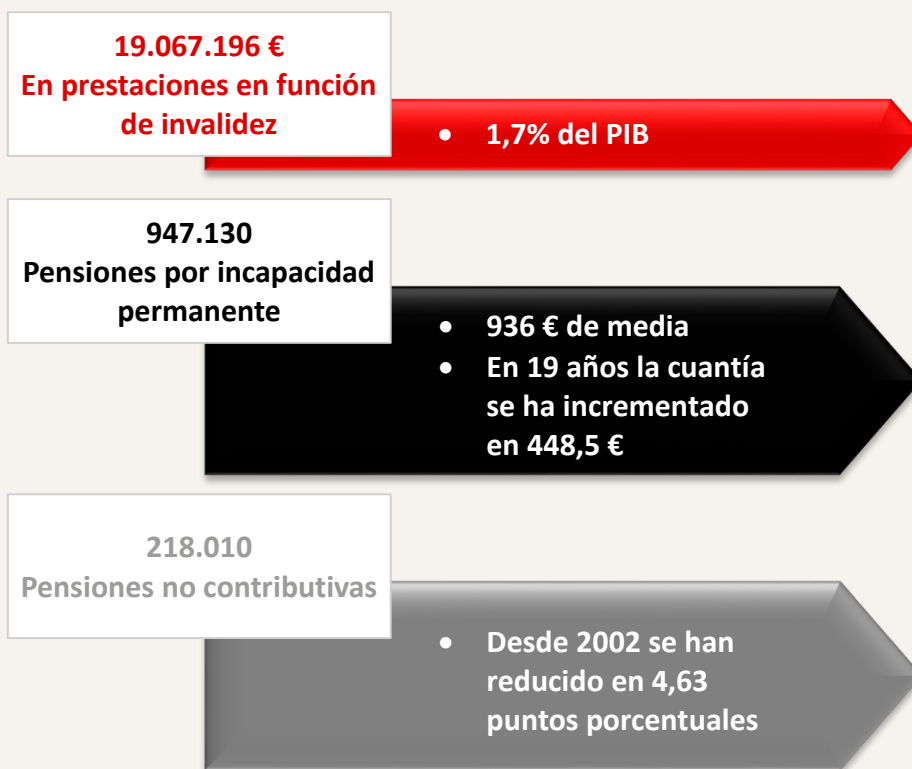 19.067.196 €
En prestaciones en función
de invalidez
• 1,7% del PIB
947.130
Pensiones por incapacidad
permanente
• 936 € de media
• En 19 años la cuantía
se ha incrementado
en 448,5 €
218.010
Pensiones no contributivas
• Desde 2002 se han
reducido en 4,63
puntos porcentuales